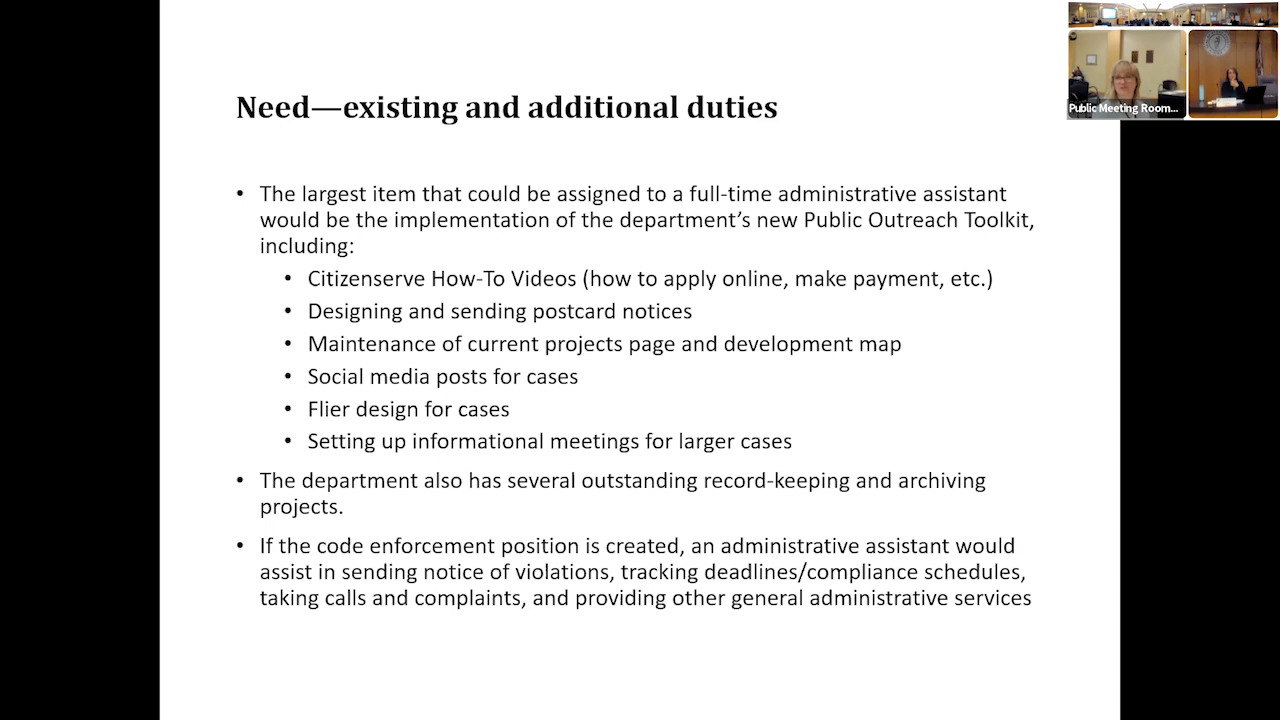 Need—existing and additional duties
• The largest item that could be assigned to a full-time administrative assistant
would be the implementation of the department’s new Public Outreach Toolkit,
including:
• Citizenserve How-To Videos (how to apply online, make payment, etc.)
• Designing and sending postcard notices
• Maintenance of current projects page and development map
• Social media posts for cases
• Flier design for cases
• Setting up informational meetings for larger cases
• The department also has several outstanding record-keeping and archiving
projects.
• If the code enforcement position is created, an administrative assistant would
assist in sending notice of violations, tracking deadlines/compliance schedules,
taking calls and complaints, and providing other general administrative services
Public Meeting Room...